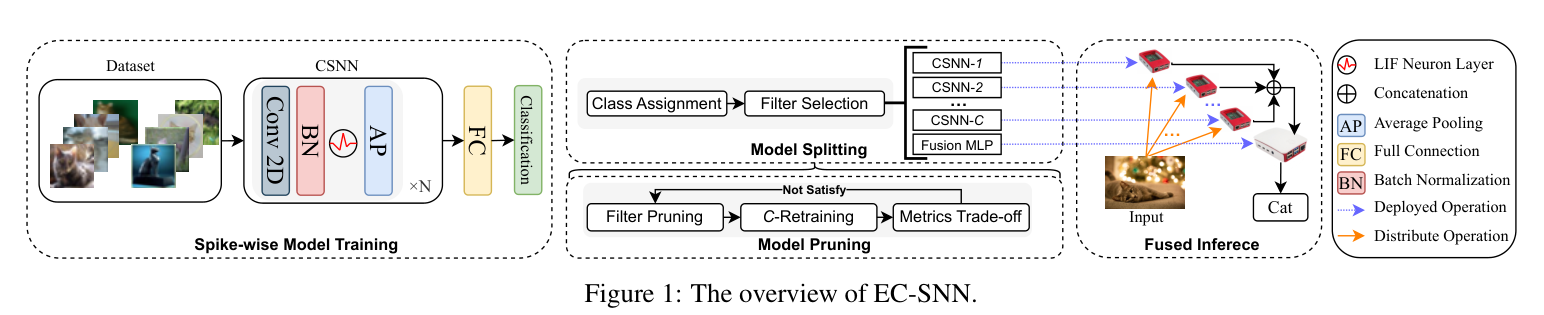 Dataset
CSNN
Conv 2D
BN
AP
×N
FC
Classification
Spike-wise Model Training
Class Assignment
Filter Selection
CSNN-1
CSNN-2
...
CSNN-C
Fusion MLP
Model Splitting
Not Satisfy
Filter Pruning
C-Retraining
Metrics Trade-off
Model Pruning
...
...
Input
Cat
Fused Inferece
LIF Neuron Layer
Concatenation
AP Average Pooling
FC Full Connection
BN Batch Normalization
Deployed Operation
Distribute Operation
Figure 1: The overview of EC-SNN.